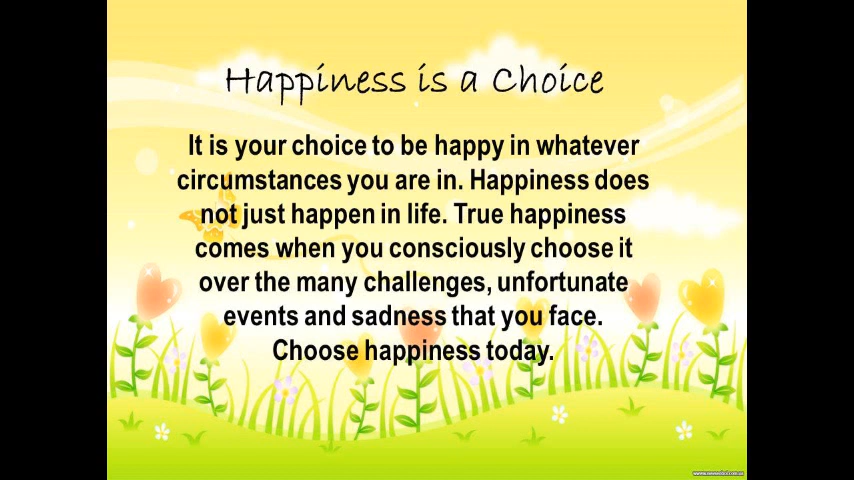 Happiness is a Choice
It is your choice to be happy in whatever
circumstances you are in. Happiness does
not just happen in life. True happiness
comes when you consciously choose it
over the many challenges, unfortunate
events and sadness that you face.
Choose happiness today.